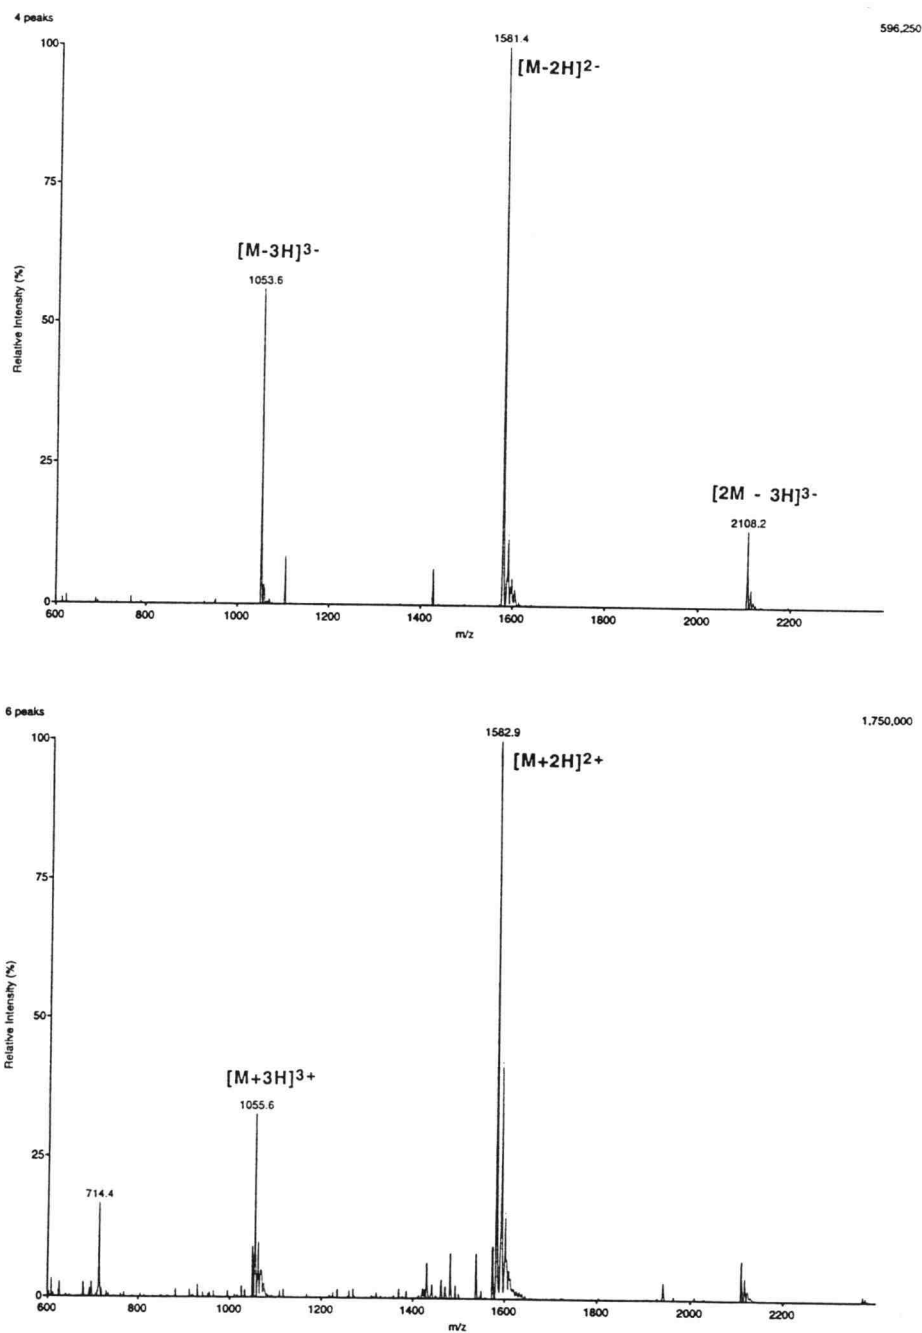 4 peaks
596,250
1581.4
100
[M-2H]2-
75
[M-3H]3-
1053.6
50
Relative Intensity (%)
25
[2M - 3H]3-
2108.2
0
600 800 1000 1200 1400 1600 1800 2000 2200
m/z
6 peaks
1,750,000
1582.9
100
[M+2H]2+
75
50
Relative Intensity (%)
[M+3H]3+
1055.6
25
714.4
0
600 800 1000 1200 1400 1600 1800 2000 2200
m/z